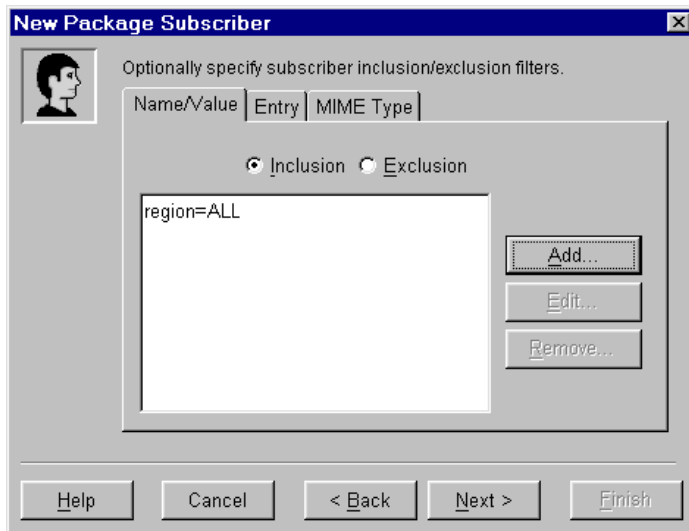 New Package Subscriber
Optionally specify subscriber inclusion/exclusion filters.
Name/Value Entry MIME Type
Inclusion Exclusion
region=ALL
Add...
Edit...
Remove...
Help Cancel < Back Next > Finish